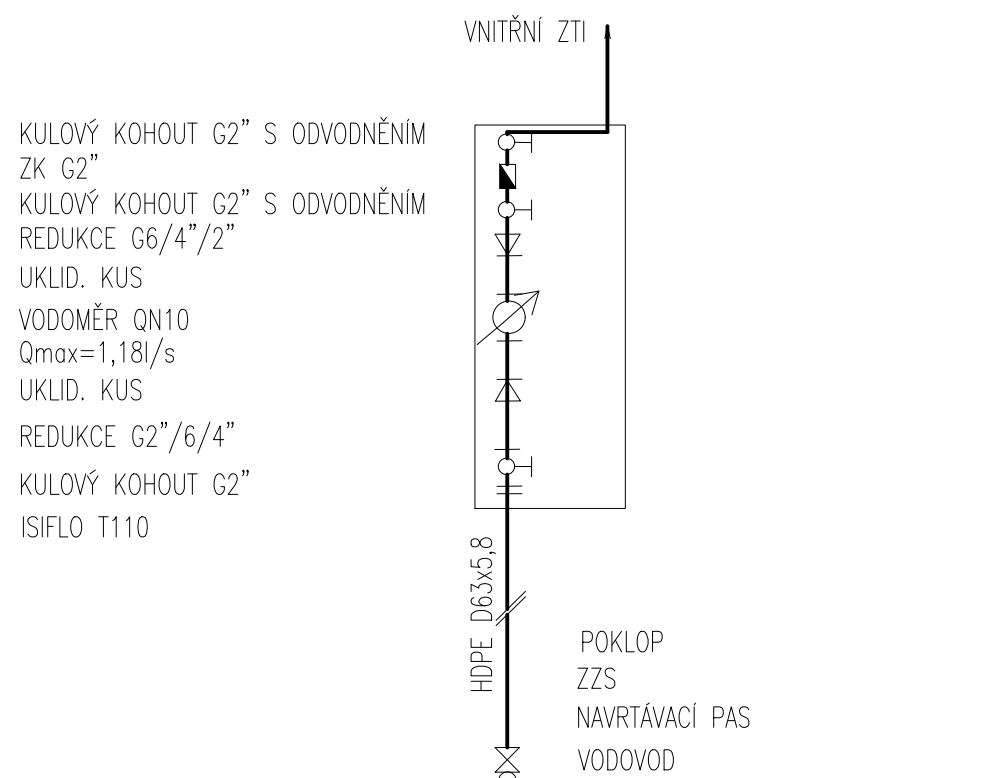 VNITŘNÍ ZTI
KULOVÝ KOHOUT G2” S ODVODNĚNÍM
ZK G2”
KULOVÝ KOHOUT G2” S ODVODNĚNÍM
REDUKCE G6/4”/2”
UKLID. KUS
VODOMĚR QN10
Qmax=1,18l/s
UKLID. KUS
REDUKCE G2”/6/4”
KULOVÝ KOHOUT G2”
ISIFLO T110
HDPE D63x5,8
POKLOP
ZZS
NAVRTÁVACÍ PAS
VODOVOD